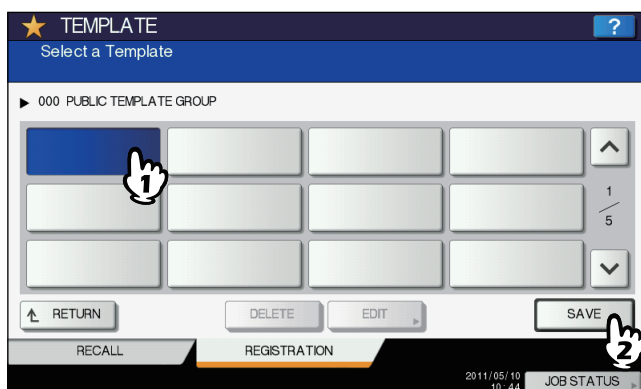 TEMPLATE
?
Select a Template
000 PUBLIC TEMPLATE GROUP
1
1
5
RETURN
DELETE
EDIT
SAVE
2
RECALL
REGISTRATION
2011/05/10
10:44
JOB STATUS